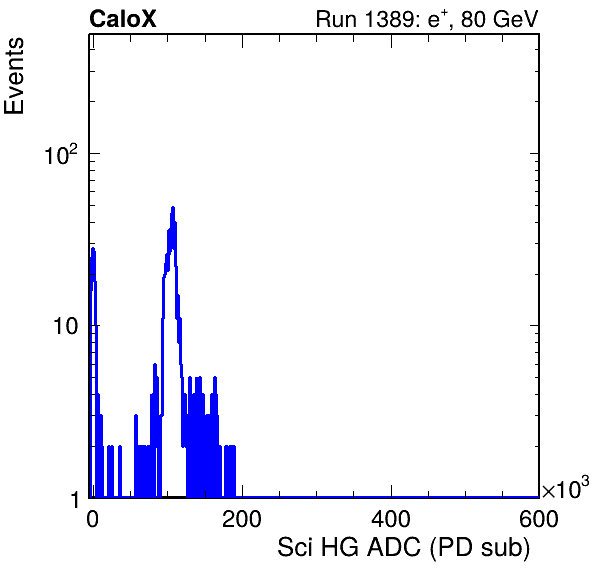 CaloX Run 1389: e⁺, 80 GeV
Events
10²
10
1
0 200 400 600
×10³
Sci HG ADC (PD sub)